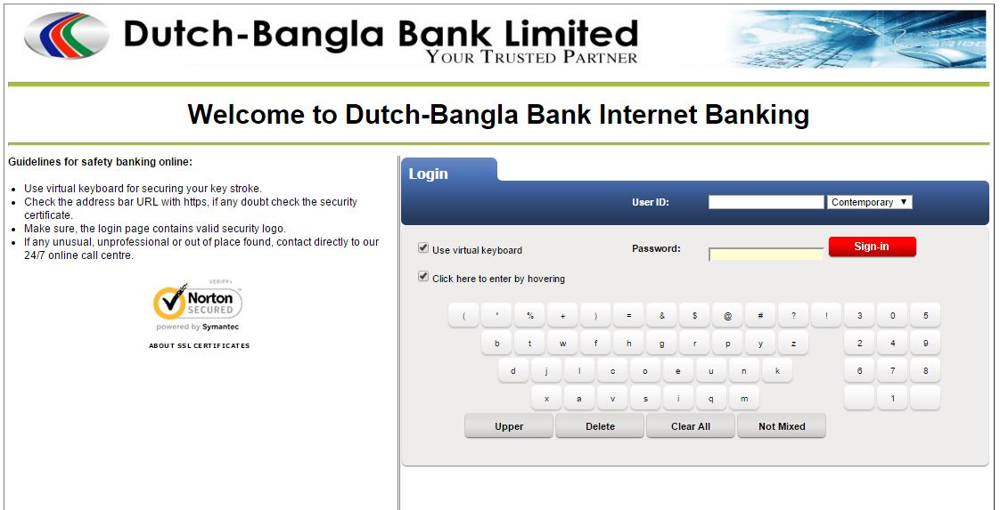 Dutch-Bangla Bank Limited
YOUR TRUSTED PARTNER
Welcome to Dutch-Bangla Bank Internet Banking
Guidelines for safety banking online:
Use virtual keyboard for securing your key stroke.
Check the address bar URL with https, if any doubt check the security
certificate.
Make sure, the login page contains valid security logo.
If any unusual, unprofessional or out of place found, contact directly to our
24/7 online call centre.
VERIFY
Norton
SECURED
powered by Symantec
ABOUT SSL CERTIFICATES
Login
User ID:
Contemporary
Use virtual keyboard
Password:
Sign-in
Click here to enter by hovering
( * % + ) = & $ @ # ? ! 3 0 5
b t w f h g r p y z 2 4 9
d j l c o e u n k 6 7 8
x a v s i q m 1
Upper Delete Clear All Not Mixed